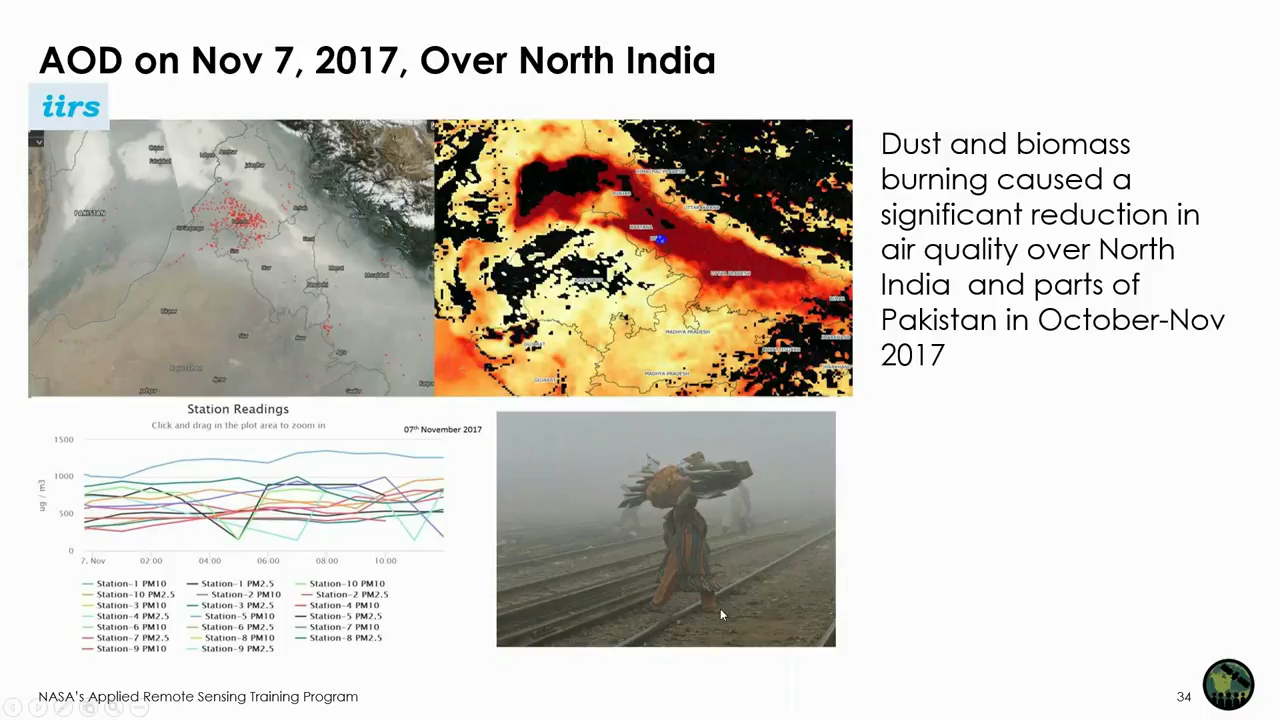 AOD on Nov 7, 2017, Over North India
iirs
PAKISTAN
Rajasthan
UTTAR PRADESH
MADHYA PRADESH
MADHYA PRADESH
GUJARAT
Dust and biomass
burning caused a
significant reduction in
air quality over North
India and parts of
Pakistan in October-Nov
2017
Station Readings
Click and drag in the plot area to zoom in
07th November 2017
1500
1000
500
0
ug / m3
7. Nov 02:00 04:00 06:00 08:00 10:00
Station-1 PM10 Station-1 PM2.5 Station-10 PM10
Station-10 PM2.5 Station-2 PM10 Station-2 PM2.5
Station-3 PM10 Station-3 PM2.5 Station-4 PM10
Station-4 PM2.5 Station-5 PM10 Station-5 PM2.5
Station-6 PM10 Station-6 PM2.5 Station-7 PM10
Station-7 PM2.5 Station-8 PM10 Station-8 PM2.5
Station-9 PM10 Station-9 PM2.5
NASA's Applied Remote Sensing Training Program
34